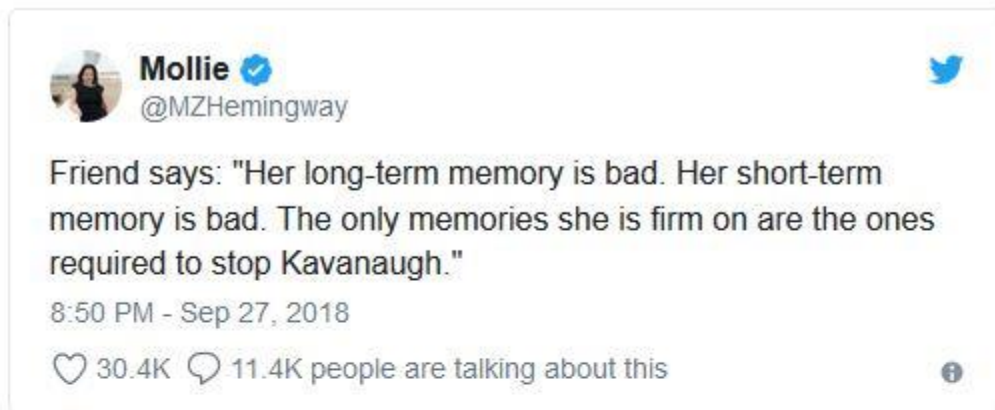 Mollie
@MZHemingway
Friend says: "Her long-term memory is bad. Her short-term
memory is bad. The only memories she is firm on are the ones
required to stop Kavanaugh."
8:50 PM - Sep 27, 2018
30.4K 11.4K people are talking about this